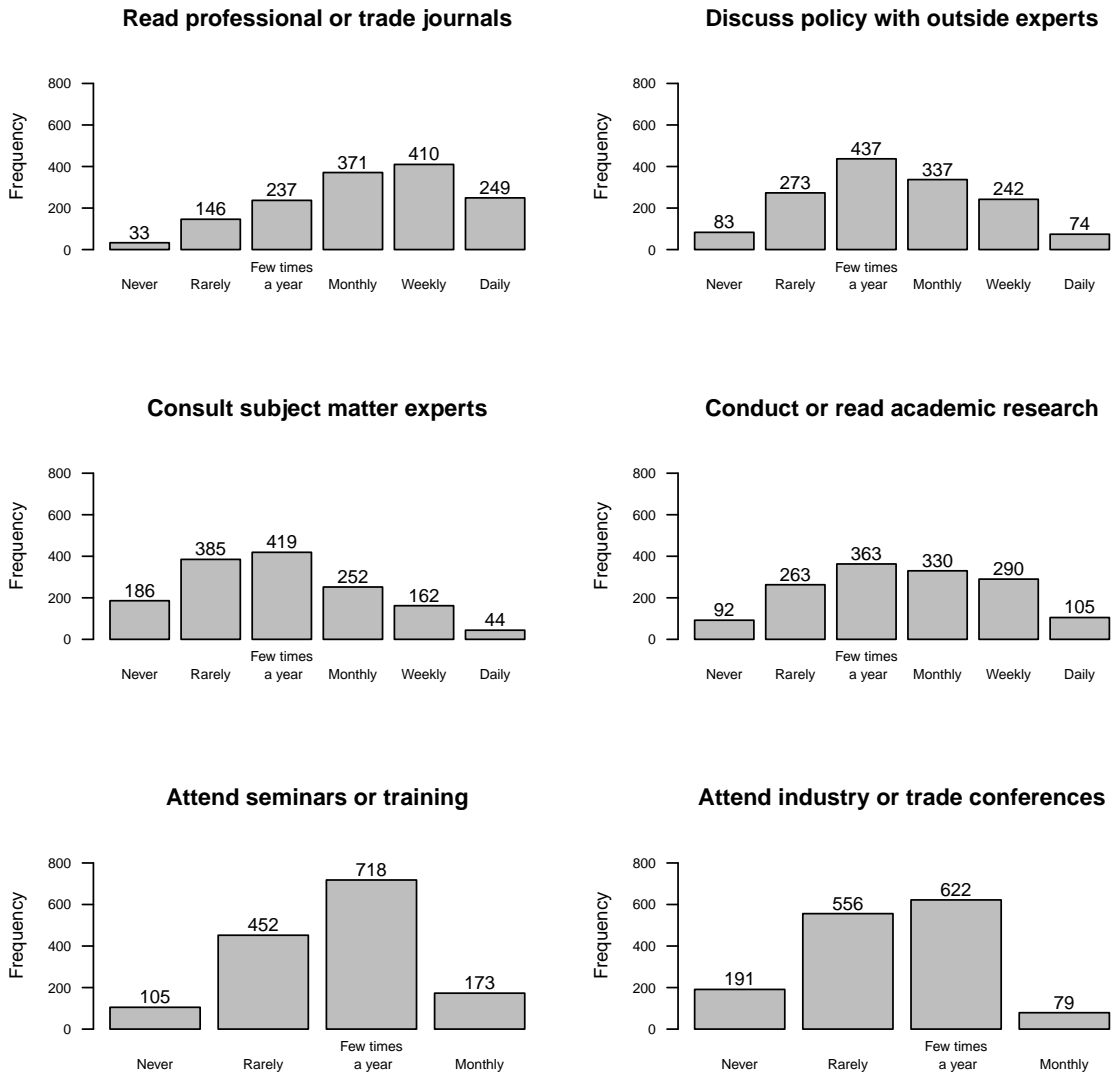 Read professional or trade journals
Frequency
800
600
400
200
0
33
146
237
371
410
249
Never
Rarely
Few times
a year
Monthly
Weekly
Daily
Discuss policy with outside experts
Frequency
800
600
400
200
0
83
273
437
337
242
74
Never
Rarely
Few times
a year
Monthly
Weekly
Daily
Consult subject matter experts
Frequency
800
600
400
200
0
186
385
419
252
162
44
Never
Rarely
Few times
a year
Monthly
Weekly
Daily
Conduct or read academic research
Frequency
800
600
400
200
0
92
263
363
330
290
105
Never
Rarely
Few times
a year
Monthly
Weekly
Daily
Attend seminars or training
Frequency
800
600
400
200
0
105
452
718
173
Never
Rarely
Few times
a year
Monthly
Attend industry or trade conferences
Frequency
800
600
400
200
0
191
556
622
79
Never
Rarely
Few times
a year
Monthly